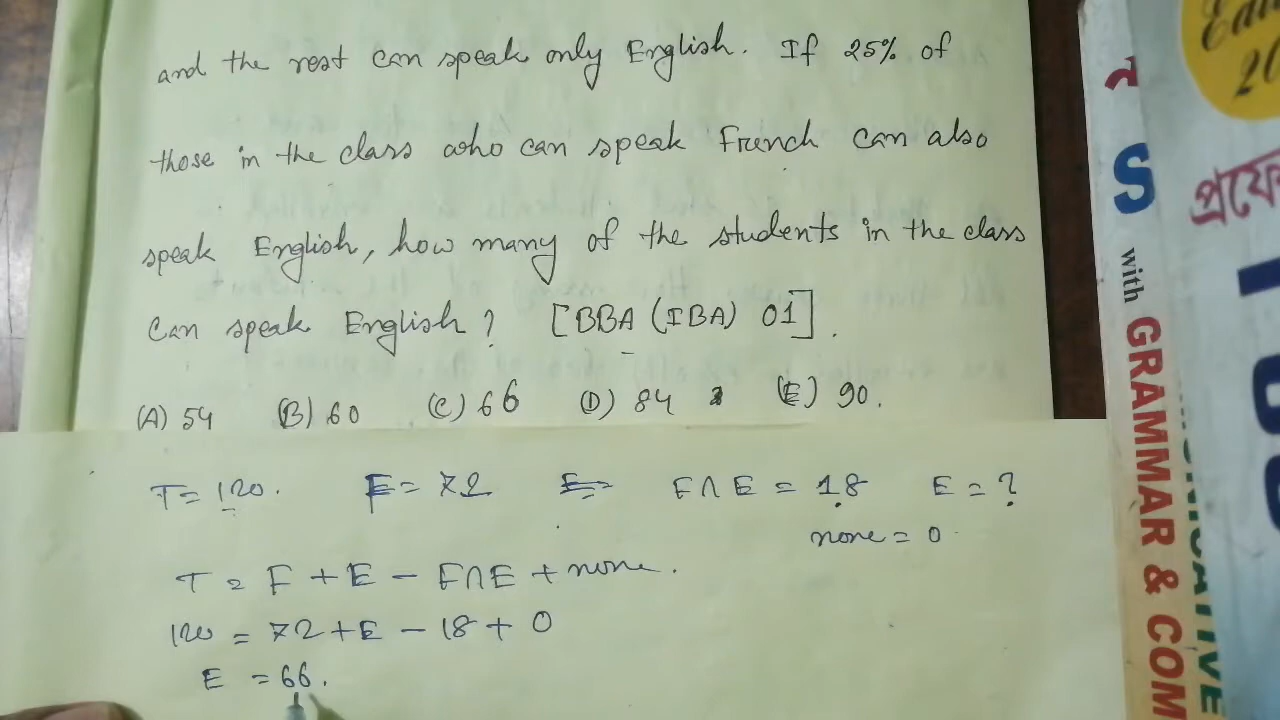 and the rest can speak only English. If 25% of
those in the class who can speak French can also
speak English, how many of the students in the class
can speak English? [BBA (IBA) 01].
(A) 54 (B) 60 (C) 66 (D) 84 (E) 90.
T = 120. F = 72 F∩E = 18 E = ?
none = 0.
T = F + E - F∩E + none.
120 = 72 + E - 18 + 0
E = 66.
S with GRAMMAR & COM
প্রফে